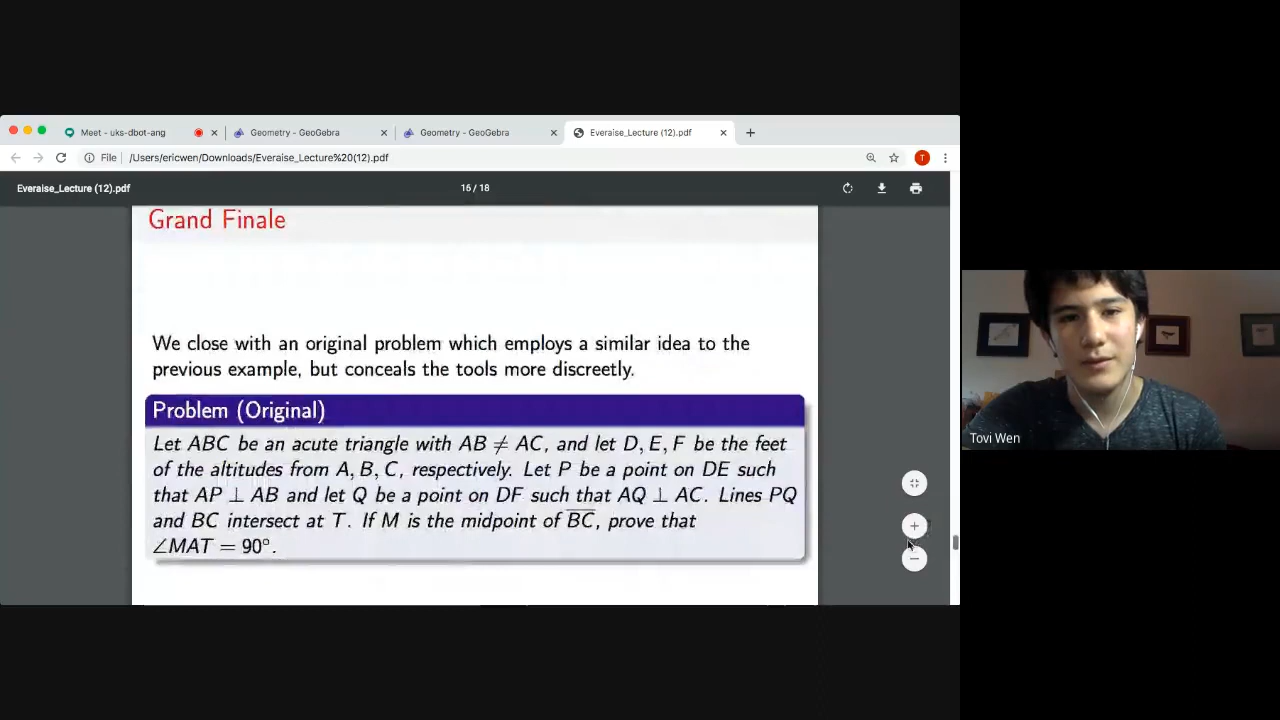 Meet - uks-dbot-ang
Geometry - GeoGebra
Geometry - GeoGebra
Everaise_Lecture (12).pdf
File /Users/ericwen/Downloads/Everaise_Lecture%20(12).pdf
T
Everaise_Lecture (12).pdf
16 / 18
Grand Finale
We close with an original problem which employs a similar idea to the
previous example, but conceals the tools more discreetly.
Problem (Original)
Let ABC be an acute triangle with AB ≠ AC, and let D, E, F be the feet
of the altitudes from A, B, C, respectively. Let P be a point on DE such
that AP ⊥ AB and let Q be a point on DF such that AQ ⊥ AC. Lines PQ
and BC intersect at T. If M is the midpoint of B̅C̅, prove that
∠MAT = 90°.
Tovi Wen